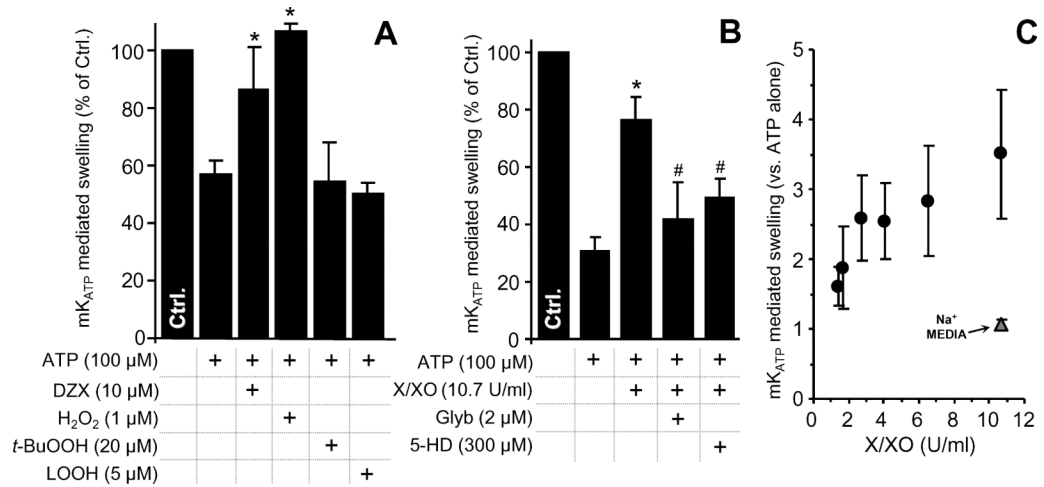 A
mK_ATP mediated swelling (% of Ctrl.)
100
80
60
40
20
0
Ctrl.
*
*
ATP (100 µM) + + + + +
DZX (10 µM) +
H₂O₂ (1 µM) +
t-BuOOH (20 µM) +
LOOH (5 µM) +
B
mK_ATP mediated swelling (% of Ctrl.)
100
80
60
40
20
0
Ctrl.
*
#
#
ATP (100 µM) + + + +
X/XO (10.7 U/ml) + + +
Glyb (2 µM) +
5-HD (300 µM) +
C
mK_ATP mediated swelling (vs. ATP alone)
5
4
3
2
1
0
Na⁺
MEDIA
0 2 4 6 8 10 12
X/XO (U/ml)